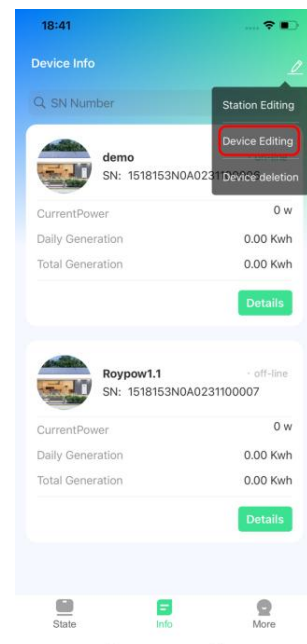 18:41
Device Info
SN Number
Station Editing
Device Editing
Device deletion
demo
SN: 1518153N0A02311
CurrentPower
0 w
Daily Generation
0.00 Kwh
Total Generation
0.00 Kwh
Details
Roypow1.1
· off-line
SN: 1518153N0A0231100007
CurrentPower
0 w
Daily Generation
0.00 Kwh
Total Generation
0.00 Kwh
Details
State
Info
More